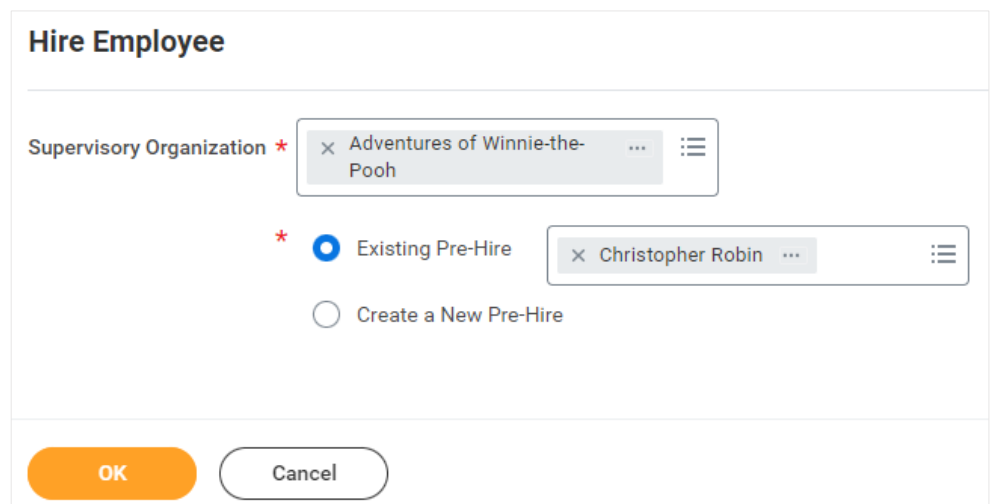 Hire Employee
Supervisory Organization *
× Adventures of Winnie-the-
Pooh
* Existing Pre-Hire
× Christopher Robin
Create a New Pre-Hire
OK
Cancel